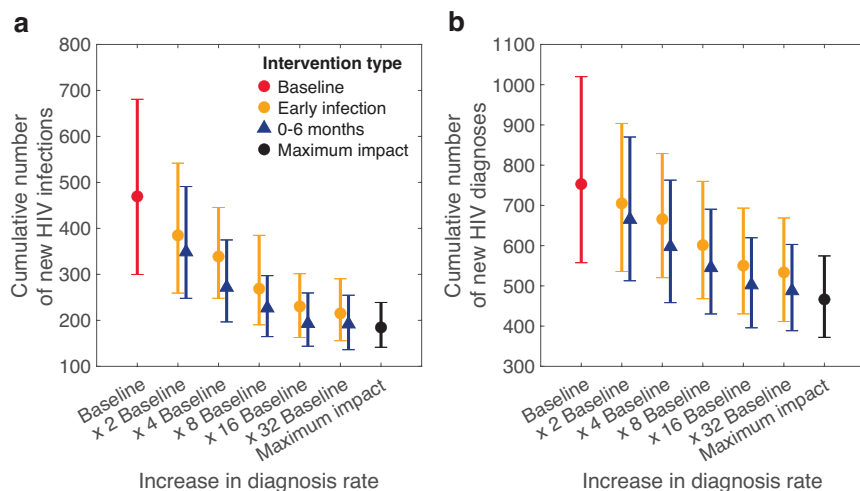 a
Cumulative number
of new HIV infections
800
700
600
500
400
300
200
100
Intervention type
Baseline
Early infection
0-6 months
Maximum impact
Baseline
x 2 Baseline
x 4 Baseline
x 8 Baseline
x 16 Baseline
x 32 Baseline
Maximum impact
Increase in diagnosis rate
b
Cumulative number
of new HIV diagnoses
1100
1000
900
800
700
600
500
400
300
Baseline
x 2 Baseline
x 4 Baseline
x 8 Baseline
x 16 Baseline
x 32 Baseline
Maximum impact
Increase in diagnosis rate